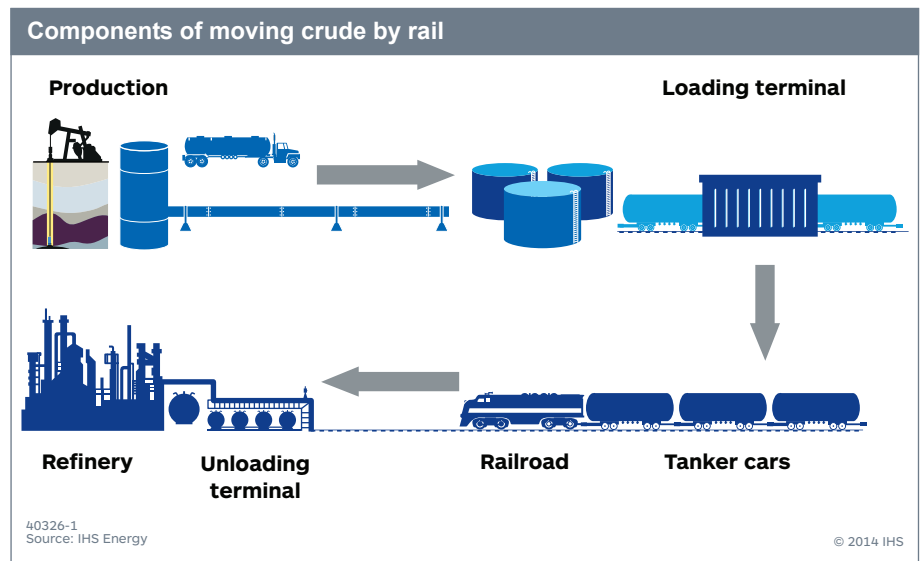 Components of moving crude by rail
Production
Loading terminal
Refinery
Unloading
terminal
Railroad
Tanker cars
40326-1
Source: IHS Energy
© 2014 IHS